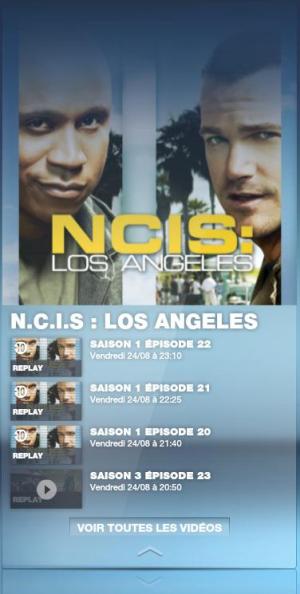 NCIS:
LOS ANGELES
N.C.I.S : LOS ANGELES
SAISON 1 ÉPISODE 22
Vendredi 24/08 à 23:10
REPLAY
SAISON 1 ÉPISODE 21
Vendredi 24/08 à 22:25
REPLAY
SAISON 1 EPISODE 20
Vendredi 24/08 à 21:40
REPLAY
SAISON 3 ÉPISODE 23
Vendredi 24/08 à 20:50
REPLAY
VOIR TOUTES LES VIDÉOS